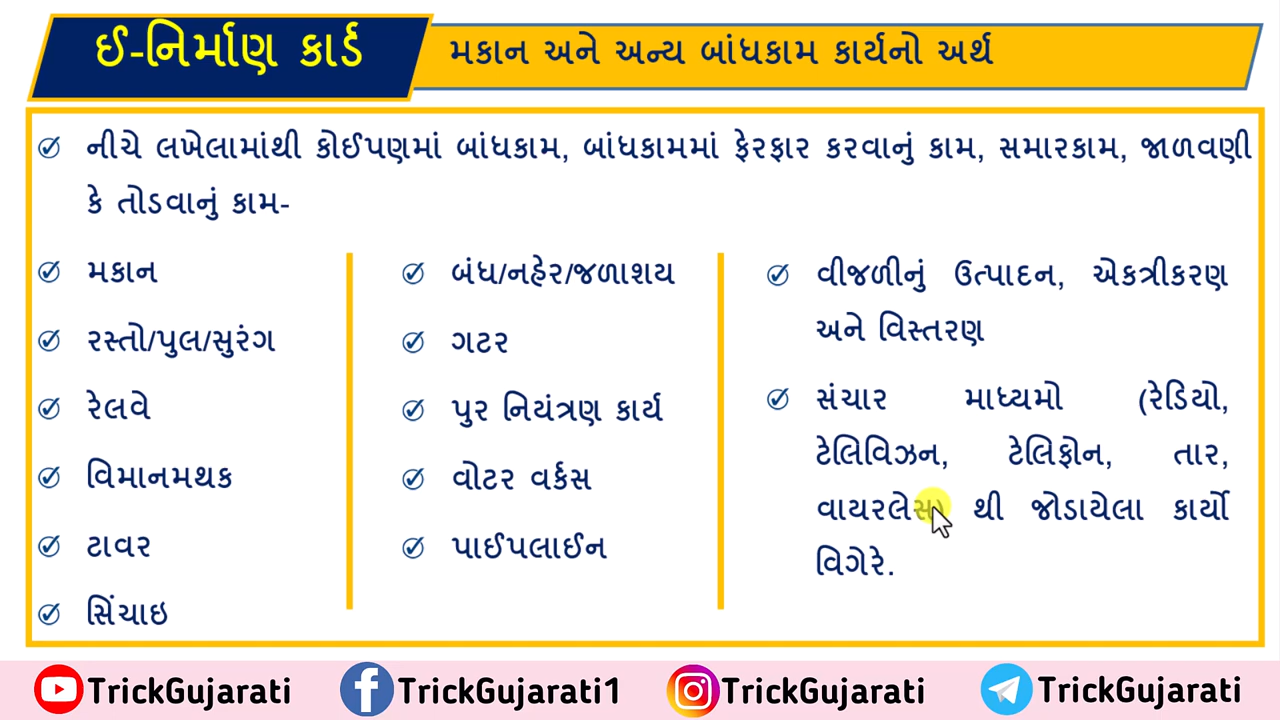 ઈ-નિર્માણ કાર્ડ
મકાન અને અન્ય બાંધકામ કાર્યનો અર્થ
નીચે લખેલામાંથી કોઈપણમાં બાંધકામ, બાંધકામમાં ફેરફાર કરવાનું કામ, સમારકામ, જાળવણી
કે તોડવાનું કામ-
મકાન
રસ્તો/પુલ/સુરંગ
રેલવે
વિમાનમથક
ટાવર
સિંચાઇ
બંધ/નહેર/જળાશય
ગટર
પુર નિયંત્રણ કાર્ય
વોટર વર્કસ
પાઈપલાઈન
વીજળીનું ઉત્પાદન, એકત્રીકરણ
અને વિસ્તરણ
સંચાર માધ્યમો (રેડિયો,
ટેલિવિઝન, ટેલિફોન, તાર,
વાયરલેસ) થી જોડાયેલા કાર્યો
વિગેરે.
TrickGujarati
TrickGujarati1
TrickGujarati
TrickGujarati